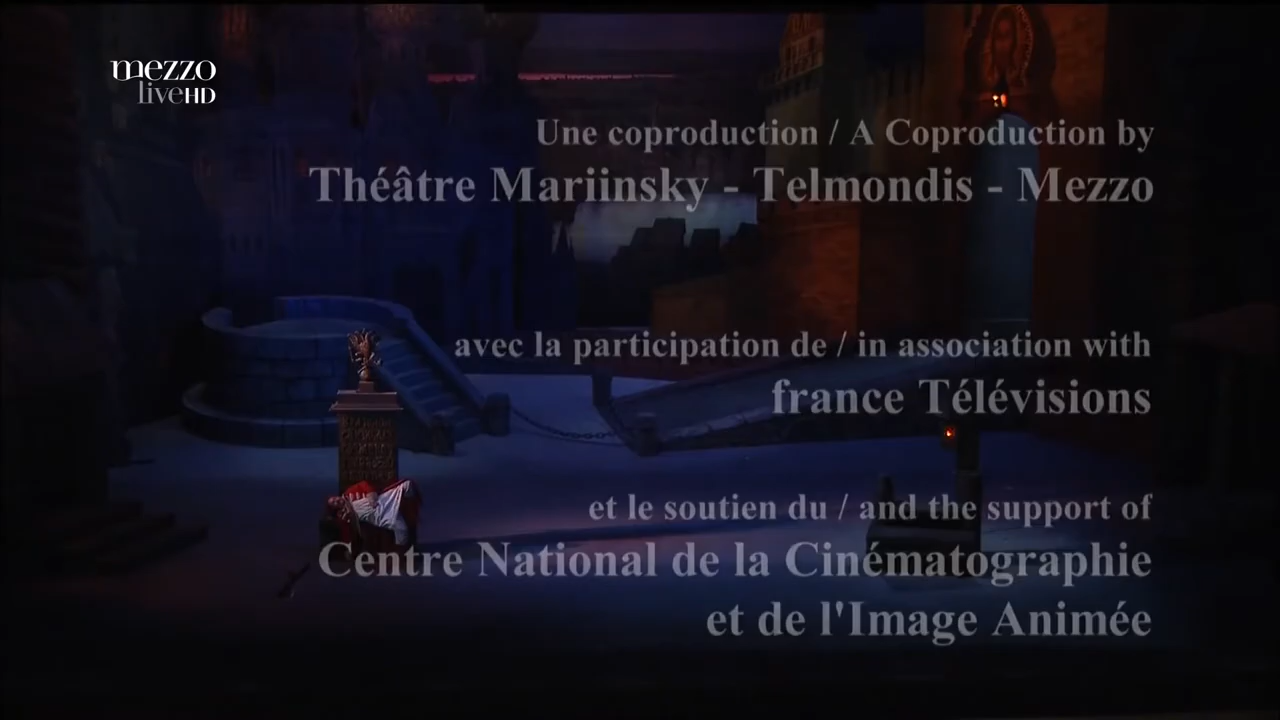 mezzo
liveHD
Une coproduction / A Coproduction by
Théâtre Mariinsky - Telmondis - Mezzo
avec la participation de / in association with
france Télévisions
et le soutien du / and the support of
Centre National de la Cinématographie
et de l'Image Animée